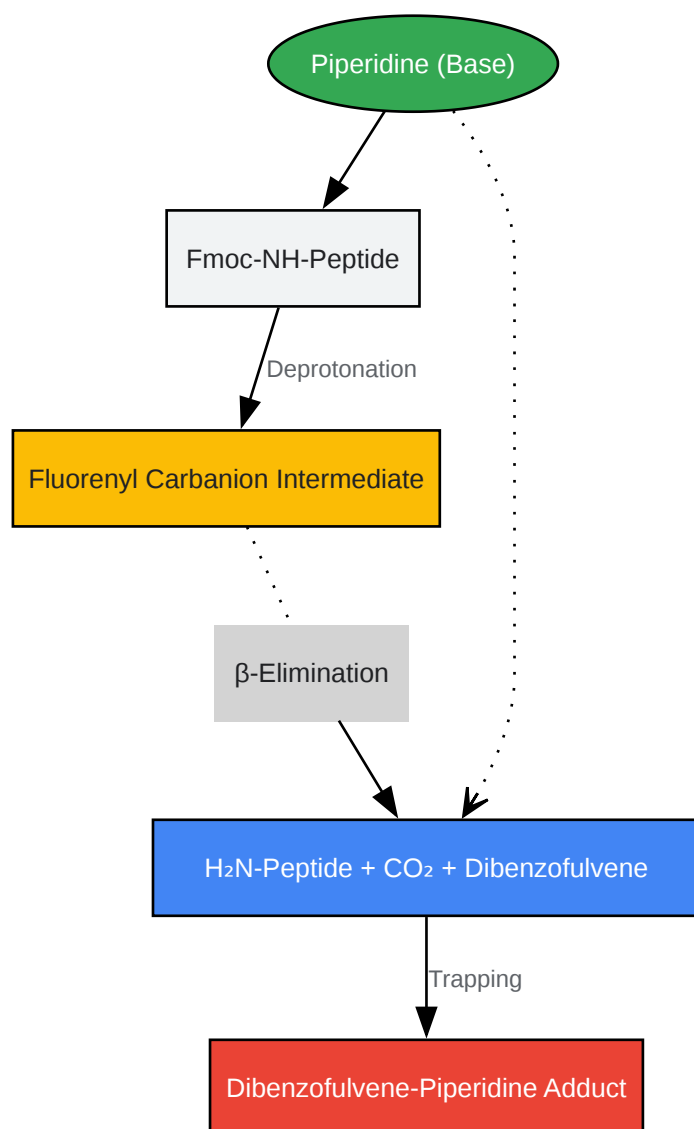 Piperidine (Base)
Fmoc-NH-Peptide
Deprotonation
Fluorenyl Carbanion Intermediate
β-Elimination
H₂N-Peptide + CO₂ + Dibenzofulvene
Trapping
Dibenzofulvene-Piperidine Adduct